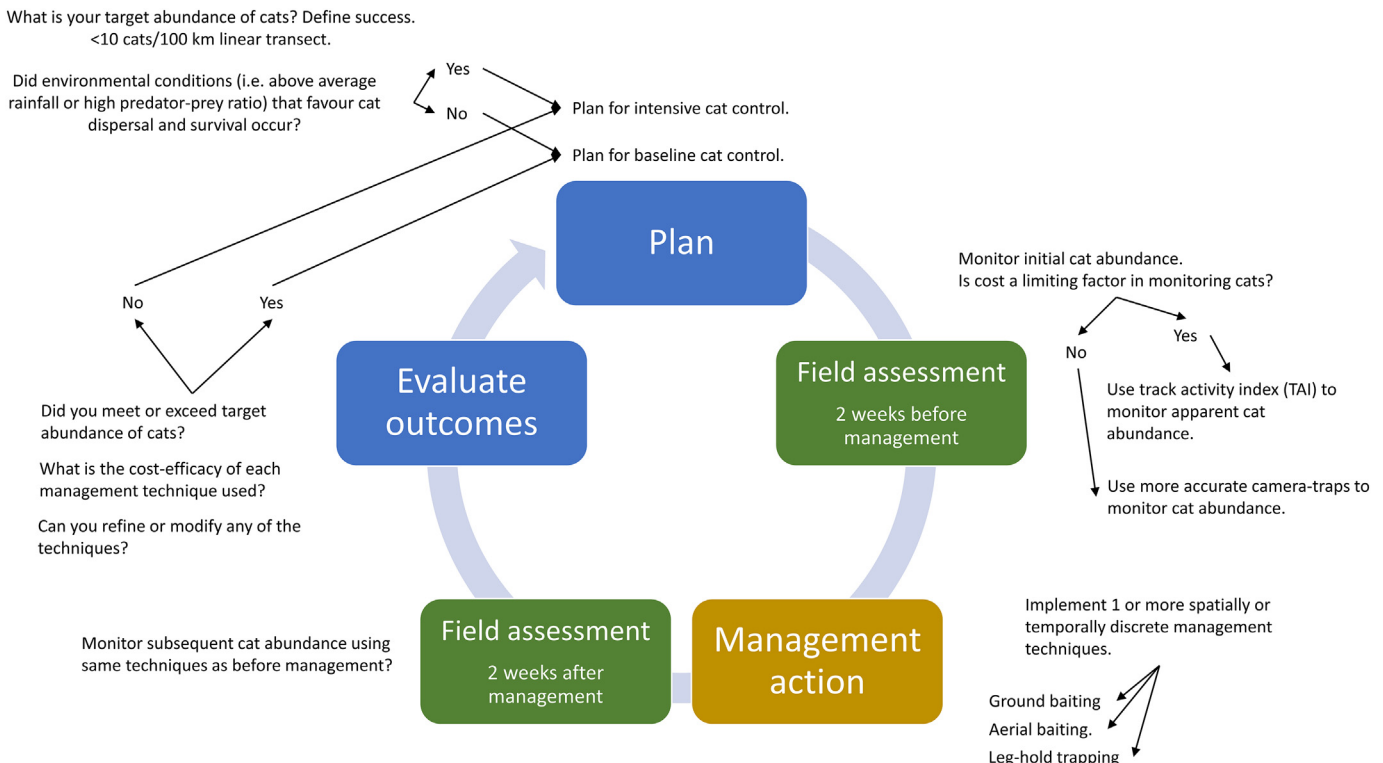 What is your target abundance of cats? Define success.
<10 cats/100 km linear transect.
Did environmental conditions (i.e. above average
rainfall or high predator-prey ratio) that favour cat
dispersal and survival occur?
Yes
No
Plan for intensive cat control.
Plan for baseline cat control.
Plan
Monitor initial cat abundance.
Is cost a limiting factor in monitoring cats?
No
Yes
Use track activity index (TAI) to
monitor apparent cat
abundance.
Use more accurate camera-traps to
monitor cat abundance.
Field assessment
2 weeks before
management
Implement 1 or more spatially or
temporally discrete management
techniques.
Ground baiting
Aerial baiting.
Leg-hold trapping
Management
action
Field assessment
2 weeks after
management
Monitor subsequent cat abundance using
same techniques as before management?
Evaluate
outcomes
No
Yes
Did you meet or exceed target
abundance of cats?
What is the cost-efficacy of each
management technique used?
Can you refine or modify any of the
techniques?